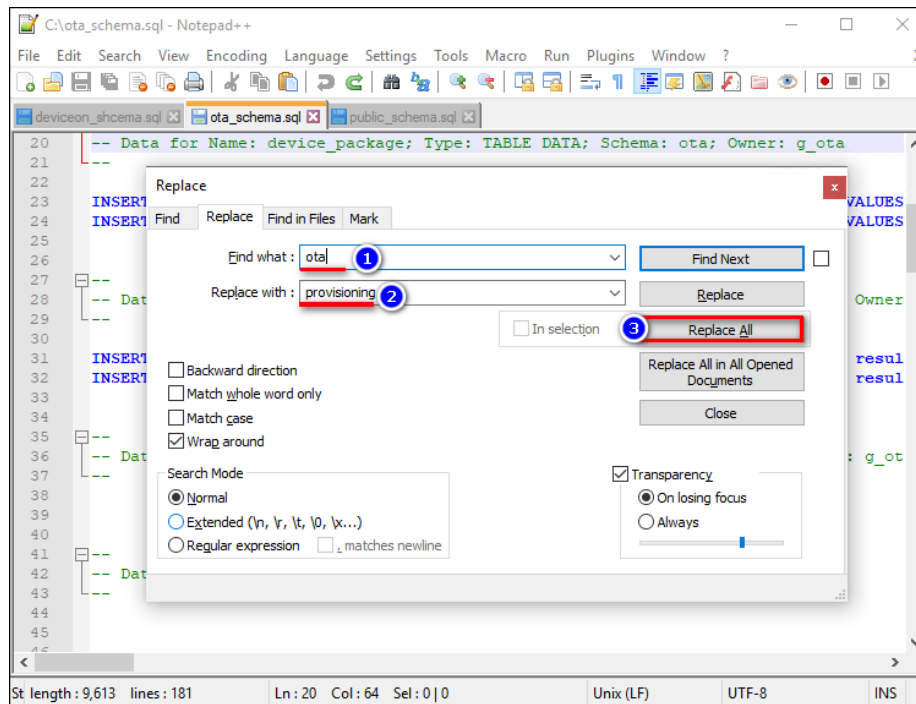 C:\ota_schema.sql - Notepad++
File Edit Search View Encoding Language Settings Tools Macro Run Plugins Window ?
deviceon_shcema.sql ota_schema.sql public_schema.sql
20 -- Data for Name: device_package; Type: TABLE DATA; Schema: ota; Owner: g_ota
21 --
22
23 INSERT VALUES
24 INSERT VALUES
25
26
27 --
28 -- Dat Owner
29 --
30
31 INSERT resul
32 INSERT resul
33
34
35 --
36 -- Dat : g_ot
37 --
38
39
40
41 --
42 -- Dat
43 --
44
45
46
Replace
Find Replace Find in Files Mark
Find what : ota 1 Find Next
Replace with : provisioning 2 Replace
In selection 3 Replace All
Replace All in All Opened
Documents
Close
Backward direction
Match whole word only
Match case
Wrap around
Search Mode
Normal
Extended (\n, \r, \t, \0, \x...)
Regular expression . matches newline
Transparency
On losing focus
Always
St length : 9,613 lines : 181 Ln : 20 Col : 64 Sel : 0 | 0 Unix (LF) UTF-8 INS